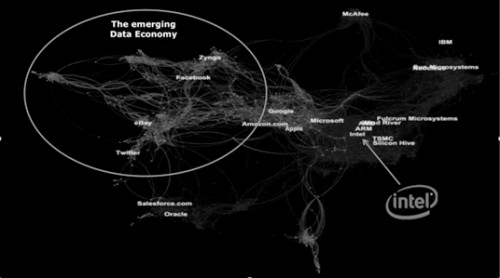 The emerging
Data Economy
McAfee
IBM
Zynga
Sun Microsystems
Facebook
Google
Microsoft
Fulcrum Microsystems
eBay
Amazon.com
Apple
River
ARM
Intel
TSMC
Silicon Hive
Twitter
Salesforce.com
Oracle
intel